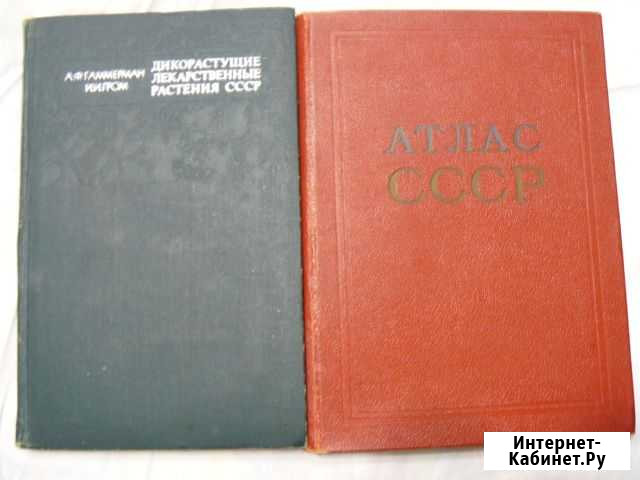 А.Ф.ГАММЕРМАН
И.И.ГРОМ
ДИКОРАСТУЩИЕ
ЛЕКАРСТВЕННЫЕ
РАСТЕНИЯ СССР
АТЛАС
СССР
Интернет-
Кабинет.Ру